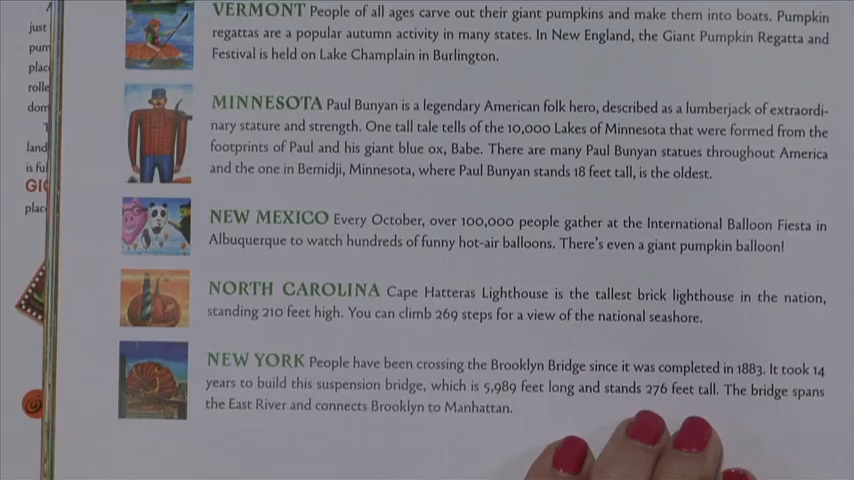 just
pum
plac
rolle
dom
land
is ful
GI
plac
VERMONT People of all ages carve out their giant pumpkins and make them into boats. Pumpkin
regattas are a popular autumn activity in many states. In New England, the Giant Pumpkin Regatta and
Festival is held on Lake Champlain in Burlington.
MINNESOTA Paul Bunyan is a legendary American folk hero, described as a lumberjack of extraordi-
nary stature and strength. One tall tale tells of the 10,000 Lakes of Minnesota that were formed from the
footprints of Paul and his giant blue ox, Babe. There are many Paul Bunyan statues throughout America
and the one in Bemidji, Minnesota, where Paul Bunyan stands 18 feet tall, is the oldest.
NEW MEXICO Every October, over 100,000 people gather at the International Balloon Fiesta in
Albuquerque to watch hundreds of funny hot-air balloons. There's even a giant pumpkin balloon!
NORTH CAROLINA Cape Hatteras Lighthouse is the tallest brick lighthouse in the nation,
standing 210 feet high. You can climb 269 steps for a view of the national seashore.
NEW YORK People have been crossing the Brooklyn Bridge since it was completed in 1883. It took 14
years to build this suspension bridge, which is 5,989 feet long and stands 276 feet tall. The bridge spans
the East River and connects Brooklyn to Manhattan.